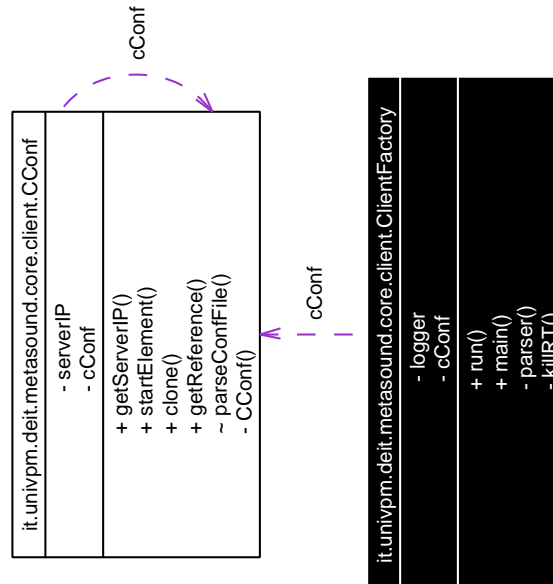 cConf
it.univpm.deit.metasound.core.client.CConf
- serverIP
- cConf
+ getServerIP()
+ startElement()
+ clone()
+ getReference()
~ parseConfFile()
- CConf()
cConf
it.univpm.deit.metasound.core.client.ClientFactory
- logger
- cConf
+ run()
+ main()
- parser()
- killRT()